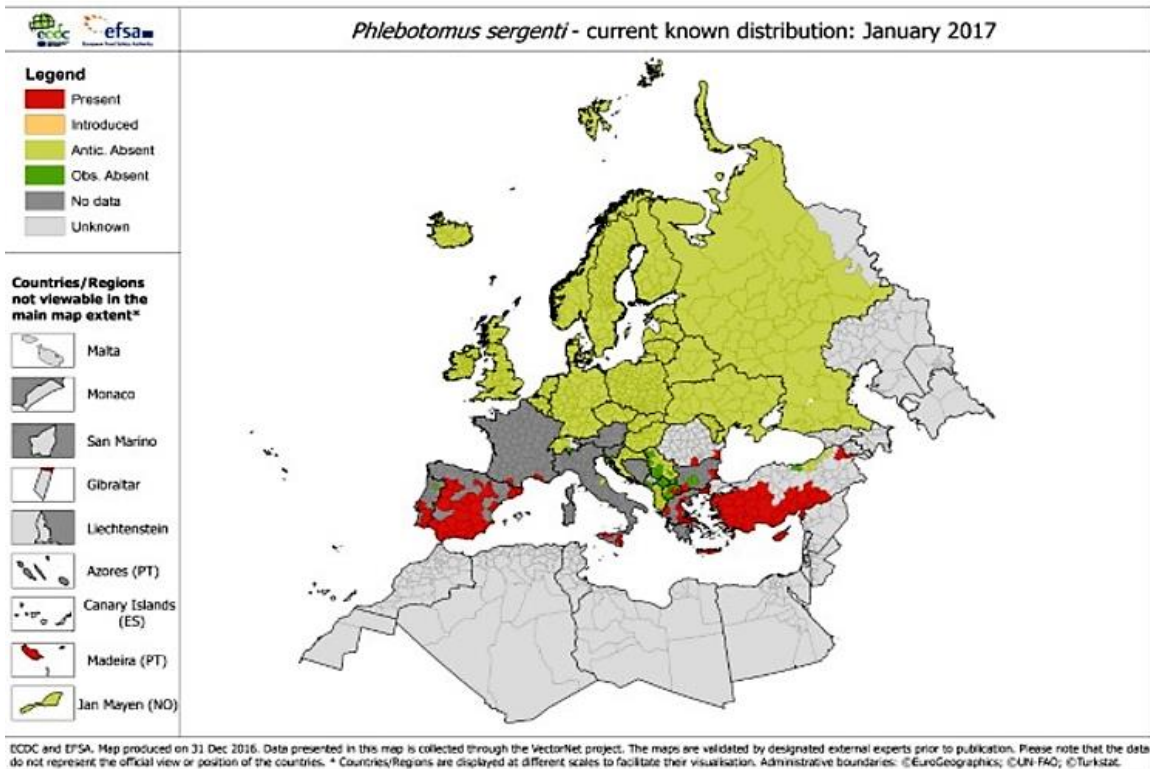 ecdc
efsa
European Food Safety Authority
Phlebotomus sergenti - current known distribution: January 2017
Legend
Present
Introduced
Antic. Absent
Obs. Absent
No data
Unknown
Countries/Regions
not viewable in the
main map extent*
Malta
Monaco
San Marino
Gibraltar
Liechtenstein
Azores (PT)
Canary Islands
(ES)
Madeira (PT)
Jan Mayen (NO)
ECDC and EFSA. Map produced on 31 Dec 2016. Data presented in this map is collected through the VectorNet project. The maps are validated by designated external experts prior to publication. Please note that the data
do not represent the official view or position of the countries. * Countries/Regions are displayed at different scales to facilitate their visualisation. Administrative boundaries: ©EuroGeographics; ©UN-FAO; ©Turkstat.